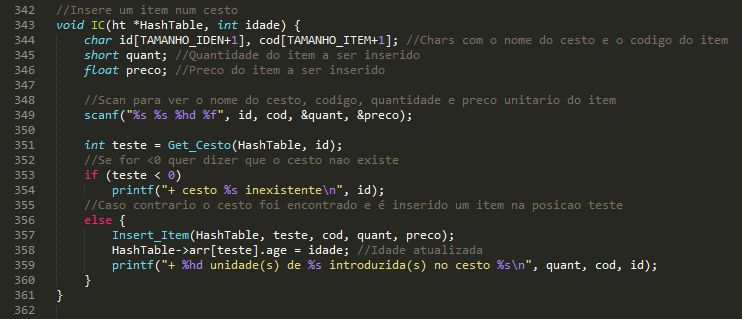 342 //Insere um item num cesto
343 void IC(ht *HashTable, int idade) {
344 char id[TAMANHO_IDEN+1], cod[TAMANHO_ITEM+1]; //Chars com o nome do cesto e o codigo do item
345 short quant; //Quantidade do item a ser inserido
346 float preco; //Preco do item a ser inserido
347
348 //Scan para ver o nome do cesto, codigo, quantidade e preco unitario do item
349 scanf("%s %s %hd %f", id, cod, &quant, &preco);
350
351 int teste = Get_Cesto(HashTable, id);
352 //Se for <0 quer dizer que o cesto nao existe
353 if (teste < 0)
354 printf("+ cesto %s inexistente\n", id);
355 //Caso contrario o cesto foi encontrado e é inserido um item na posicao teste
356 else {
357 Insert_Item(HashTable, teste, cod, quant, preco);
358 HashTable->arr[teste].age = idade; //Idade atualizada
359 printf("+ %hd unidade(s) de %s introduzida(s) no cesto %s\n", quant, cod, id);
360 }
361 }
362